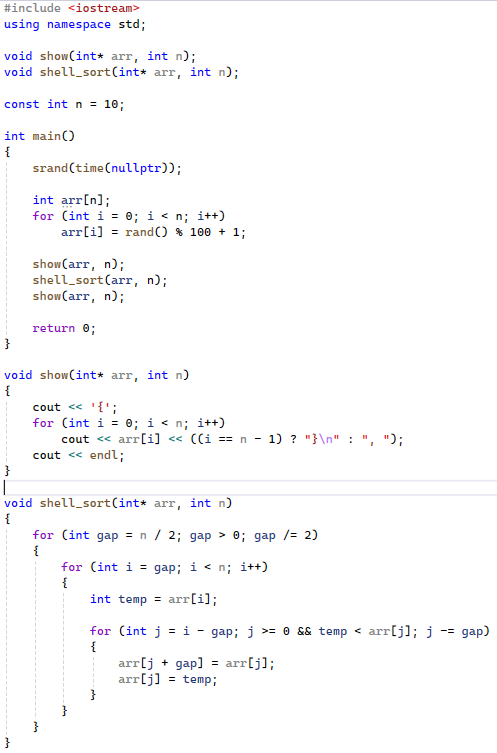 #include <iostream>
using namespace std;

void show(int* arr, int n);
void shell_sort(int* arr, int n);

const int n = 10;

int main()
{
    srand(time(nullptr));

    int arr[n];
    for (int i = 0; i < n; i++)
        arr[i] = rand() % 100 + 1;

    show(arr, n);
    shell_sort(arr, n);
    show(arr, n);

    return 0;
}

void show(int* arr, int n)
{
    cout << '{';
    for (int i = 0; i < n; i++)
        cout << arr[i] << ((i == n - 1) ? "}\n" : ", ");
    cout << endl;
}

void shell_sort(int* arr, int n)
{
    for (int gap = n / 2; gap > 0; gap /= 2)
    {
        for (int i = gap; i < n; i++)
        {
            int temp = arr[i];

            for (int j = i - gap; j >= 0 && temp < arr[j]; j -= gap)
            {
                arr[j + gap] = arr[j];
                arr[j] = temp;
            }
        }
    }
}